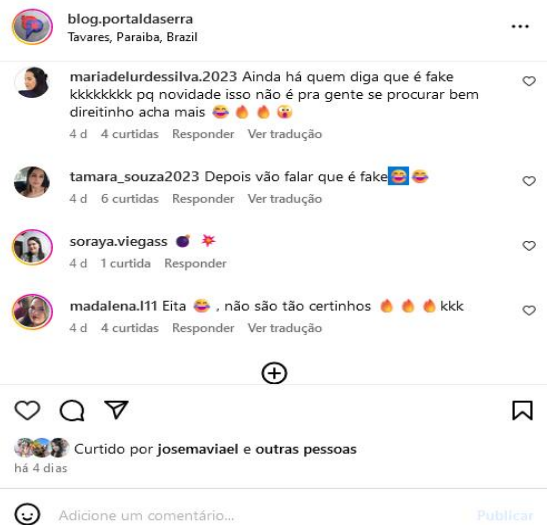 blog.portaldaserra
Tavares, Paraiba, Brazil
mariadelurdessilva.2023 Ainda há quem diga que é fake
kkkkkkkkk pq novidade isso não é pra gente se procurar bem
direitinho acha mais 😂 🔥 🔥 😱
4 d 4 curtidas Responder Ver tradução
tamara_souza2023 Depois vão falar que é fake😂 😂
4 d 6 curtidas Responder Ver tradução
soraya.viegass 💣 💥
4 d 1 curtida Responder
madalena.l11 Eita 😂 , não são tão certinhos 🔥 🔥 🔥 kkk
4 d 4 curtidas Responder Ver tradução
Curtido por josemaviael e outras pessoas
há 4 dias
Adicione um comentário... Publicar